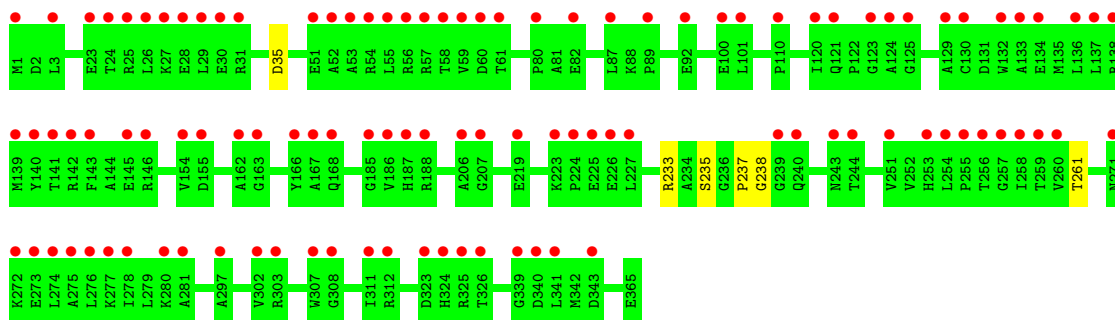 M1 D2 L3 E23 T24 R25 L26 K27 E28 L29 E30 R31 D35 E51 A52 A53 R54 L55 R56 R57 T58 V59 D60 T61 P80 A81 E82 L87 K88 P89 E92 E100 L101 P110 I120 Q121 P122 G123 A124 G125 A129 C130 D131 W132 A133 E134 M135 L136 L137
M139 Y140 T141 R142 F143 A144 E145 R146 V154 D155 A162 G163 Y166 A167 Q168 G185 V186 H187 R188 A206 G207 E219 K223 P224 E225 E226 L227 R233 A234 S235 G236 P237 G238 G239 Q240 N243 T244 V251 V252 H253 L254 P255 T256 G257 I258 T259 V260 T261 N271
K272 E273 L274 A275 L276 K277 I278 L279 K280 A281 A297 V302 R303 W307 G308 I311 R312 D323 H324 R325 T326 G339 D340 L341 M342 D343 E365